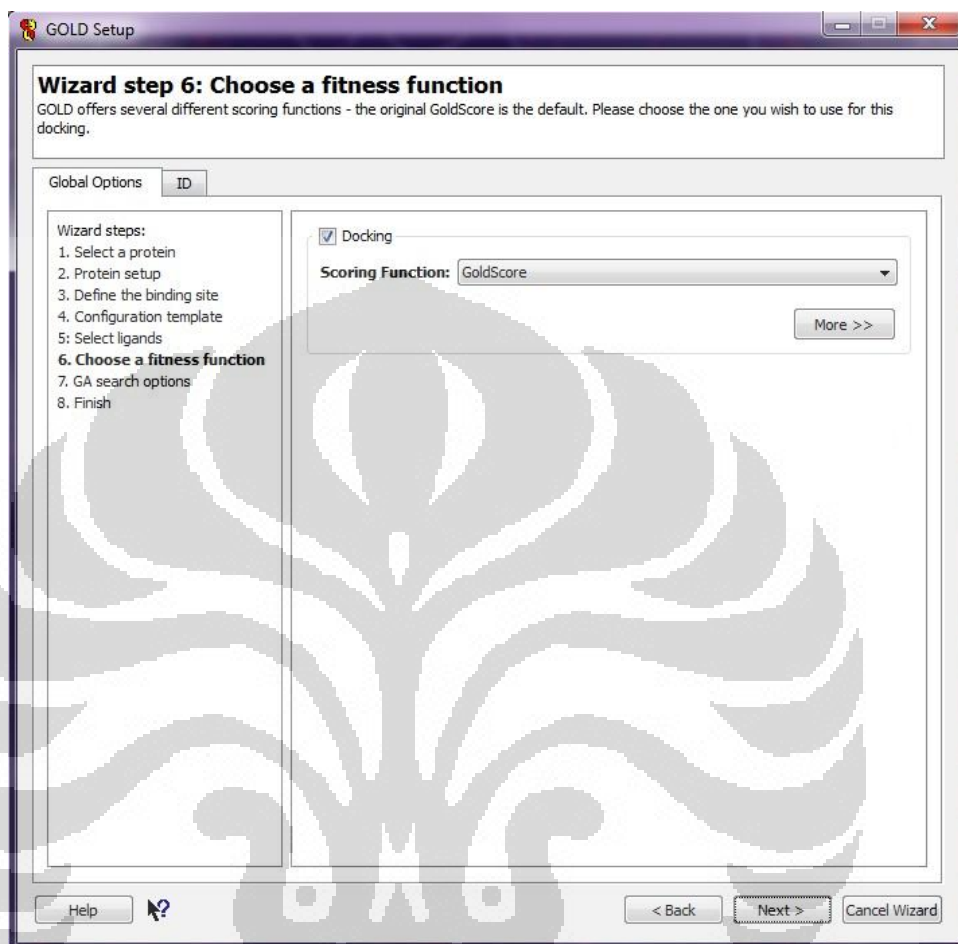 GOLD Setup
Wizard step 6: Choose a fitness function
GOLD offers several different scoring functions - the original GoldScore is the default. Please choose the one you wish to use for this
docking.
Global Options
ID
Wizard steps:
1. Select a protein
2. Protein setup
3. Define the binding site
4. Configuration template
5: Select ligands
6. Choose a fitness function
7. GA search options
8. Finish
Docking
Scoring Function: GoldScore
More >>
Help
< Back
Next >
Cancel Wizard